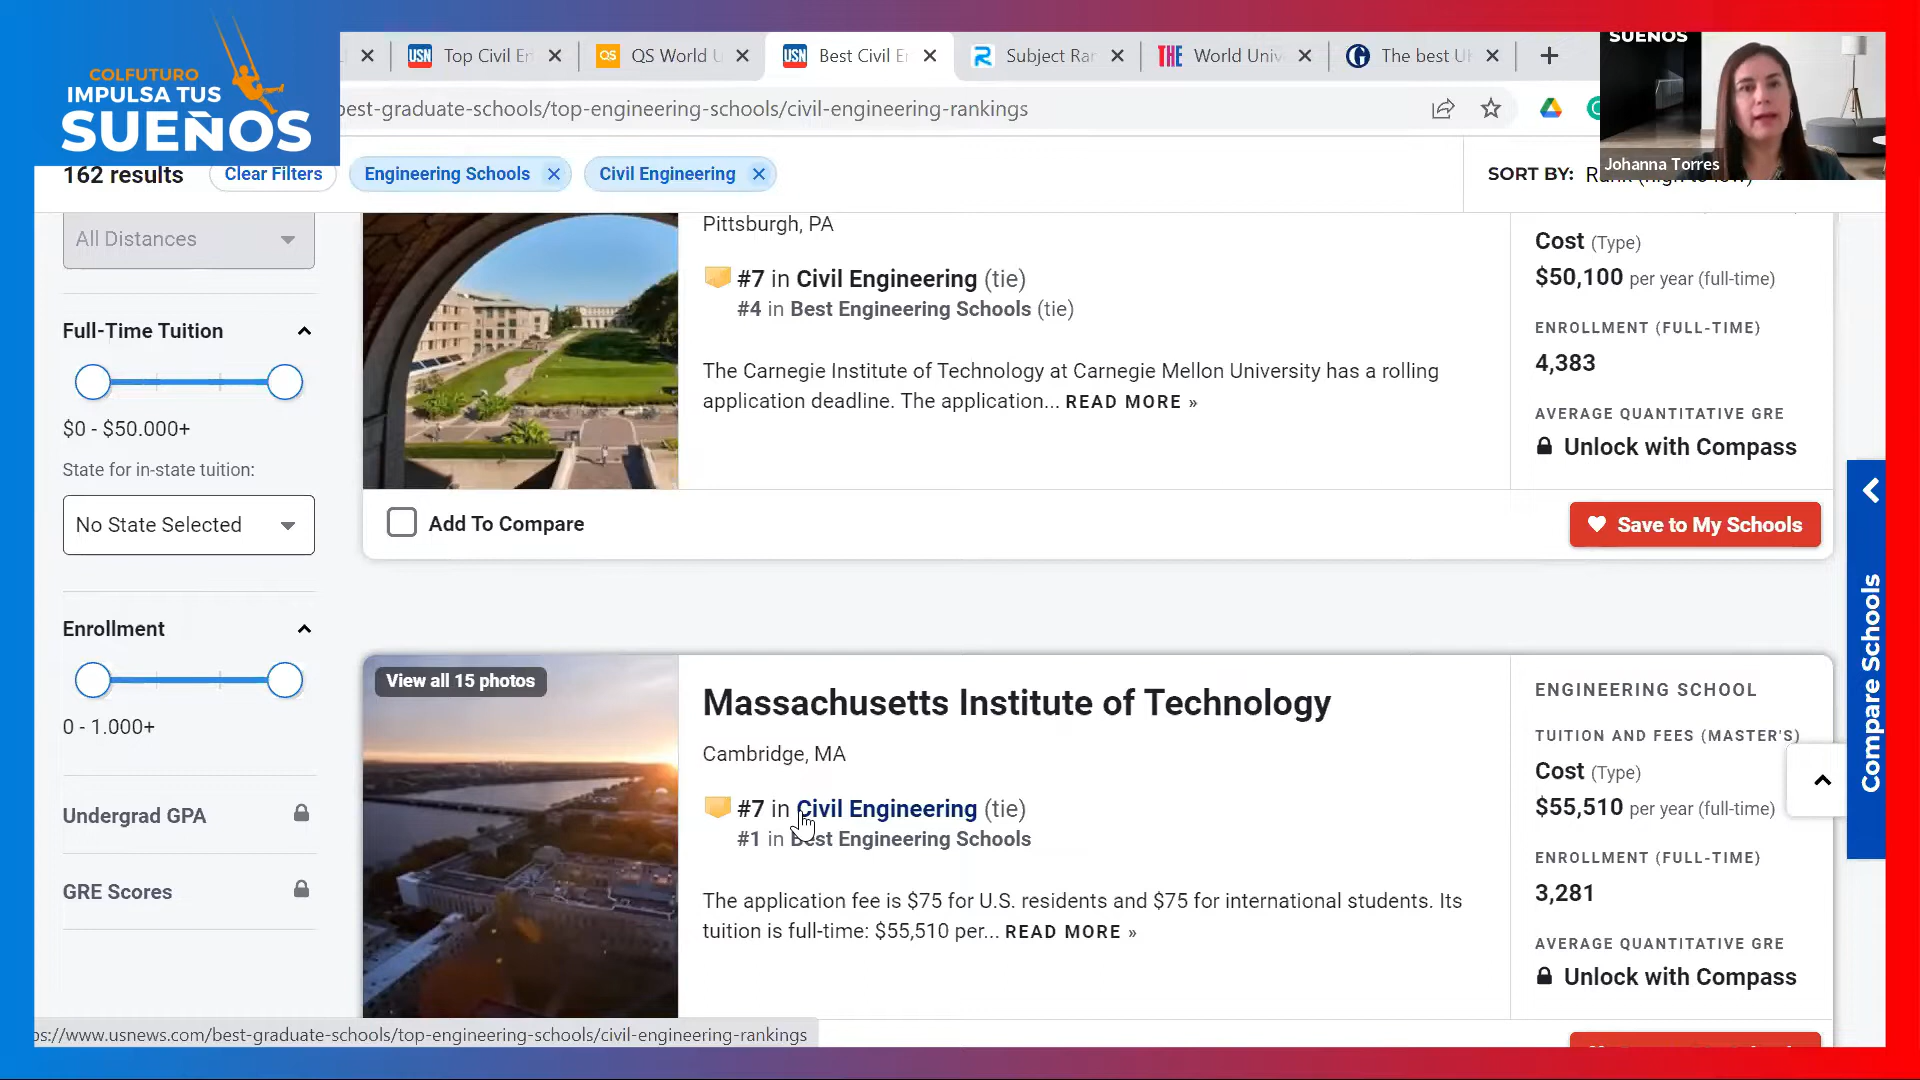 COLFUTURO
IMPULSA TUS
SUEÑOS
USN Top Civil En
QS QS World U
USN Best Civil E
Subject Ran
THE World Univ
The best U
best-graduate-schools/top-engineering-schools/civil-engineering-rankings
SUEÑOS
Johanna Torres
162 results
Clear Filters
Engineering Schools
Civil Engineering
SORT BY:
All Distances
Full-Time Tuition
$0 - $50.000+
State for in-state tuition:
No State Selected
Enrollment
0 - 1.000+
Undergrad GPA
GRE Scores
Pittsburgh, PA
#7 in Civil Engineering (tie)
#4 in Best Engineering Schools (tie)
The Carnegie Institute of Technology at Carnegie Mellon University has a rolling
application deadline. The application... READ MORE »
Cost (Type)
$50,100 per year (full-time)
ENROLLMENT (FULL-TIME)
4,383
AVERAGE QUANTITATIVE GRE
Unlock with Compass
Add To Compare
Save to My Schools
View all 15 photos
Massachusetts Institute of Technology
Cambridge, MA
#7 in Civil Engineering (tie)
#1 in Best Engineering Schools
The application fee is $75 for U.S. residents and $75 for international students. Its
tuition is full-time: $55,510 per... READ MORE »
ENGINEERING SCHOOL
TUITION AND FEES (MASTER'S)
Cost (Type)
$55,510 per year (full-time)
ENROLLMENT (FULL-TIME)
3,281
AVERAGE QUANTITATIVE GRE
Unlock with Compass
Compare Schools
ps://www.usnews.com/best-graduate-schools/top-engineering-schools/civil-engineering-rankings